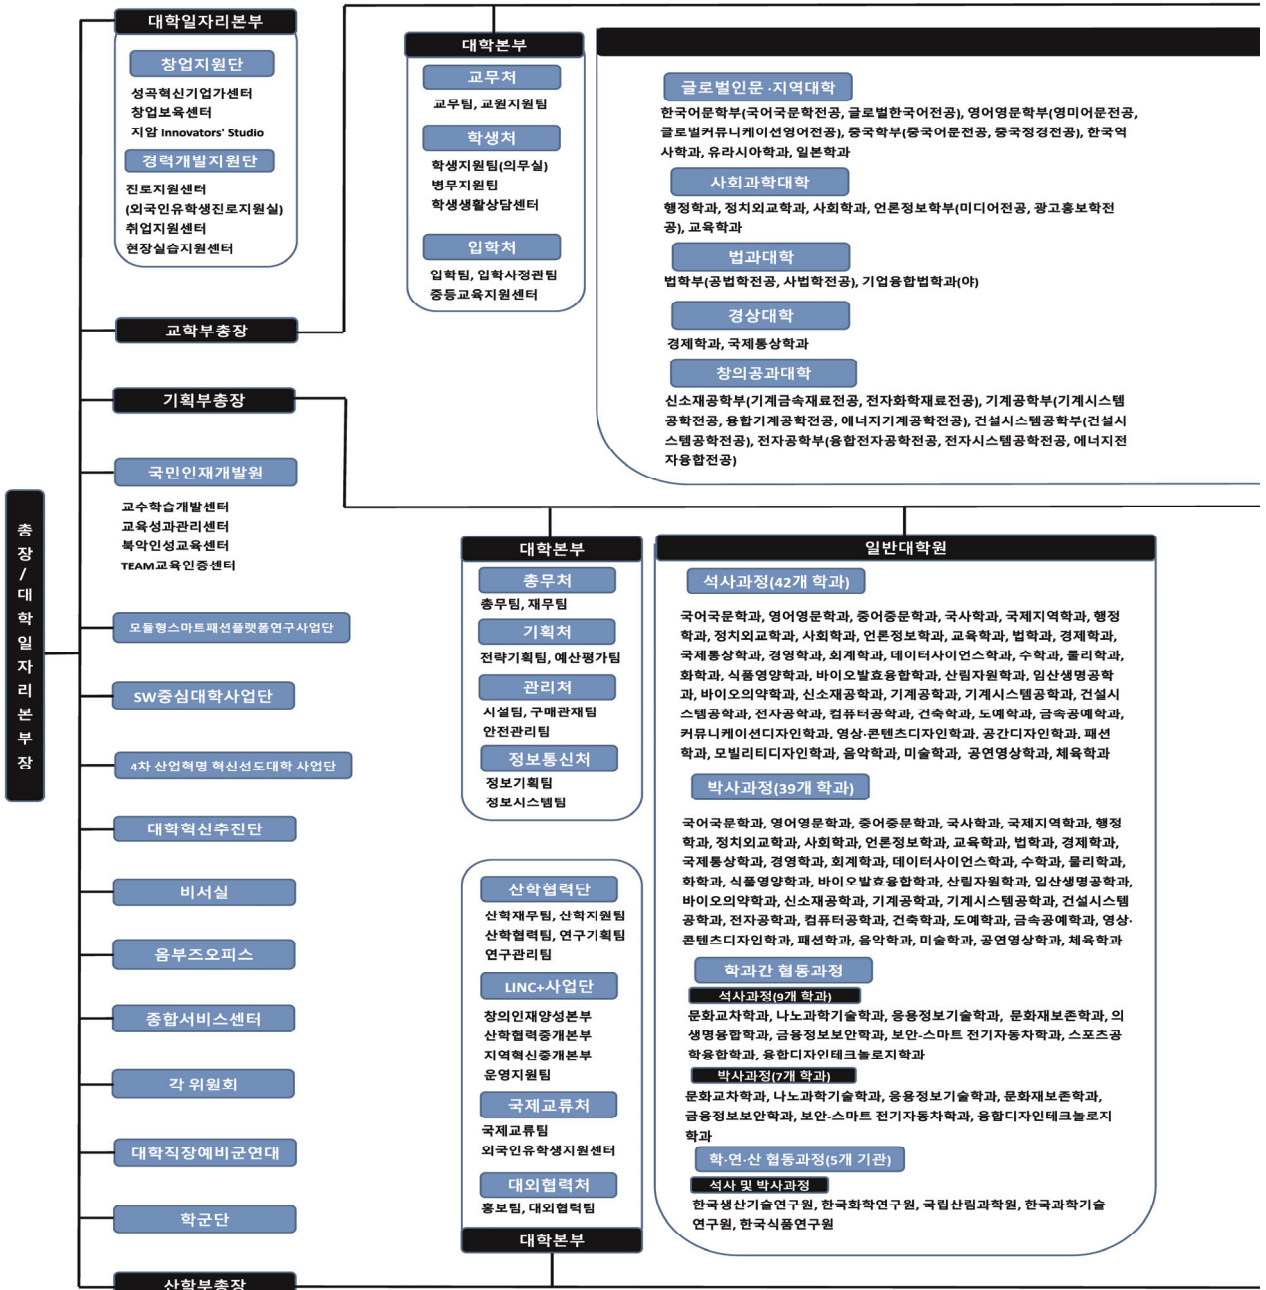 총장/대학일자리본부장
대학일자리본부
창업지원단
성곡혁신기업가센터
창업보육센터
지암 Innovators' Studio
경력개발지원단
진로지원센터
(외국인유학생진로지원실)
취업지원센터
현장실습지원센터
교학부총장
기획부총장
국민인재개발원
교수학습개발센터
교육성과관리센터
북악인성교육센터
TEAM교육인증센터
모듈형스마트패션플랫폼연구사업단
SW중심대학사업단
4차 산업혁명 혁신선도대학 사업단
대학혁신추진단
비서실
옴부즈오피스
종합서비스센터
각 위원회
대학직장예비군연대
학군단
산학부총장
대학본부
교무처
교무팀, 교원지원팀
학생처
학생지원팀(의무실)
병무지원팀
학생생활상담센터
입학처
입학팀, 입학사정관팀
중등교육지원센터
글로벌인문·지역대학
한국어문학부(국어국문학전공, 글로벌한국어전공), 영어영문학부(영미어문전공,
글로벌커뮤니케이션영어전공), 중국학부(중국어문전공, 중국정경전공), 한국역
사학과, 유라시아학과, 일본학과
사회과학대학
행정학과, 정치외교학과, 사회학과, 언론정보학부(미디어전공, 광고홍보학전
공), 교육학과
법과대학
법학부(공법학전공, 사법학전공), 기업융합법학과(야)
경상대학
경제학과, 국제통상학과
창의공과대학
신소재공학부(기계금속재료전공, 전자화학재료전공), 기계공학부(기계시스템
공학전공, 융합기계공학전공, 에너지기계공학전공), 건설시스템공학부(건설시
스템공학전공), 전자공학부(융합전자공학전공, 전자시스템공학전공, 에너지전
자융합전공)
대학본부
총무처
총무팀, 재무팀
기획처
전략기획팀, 예산평가팀
관리처
시설팀, 구매관재팀
안전관리팀
정보통신처
정보기획팀
정보시스템팀
산학협력단
산학재무팀, 산학지원팀
산학협력팀, 연구기획팀
연구관리팀
LINC+사업단
창의인재양성본부
산학협력중개본부
지역혁신중개본부
운영지원팀
국제교류처
국제교류팀
외국인유학생지원센터
대외협력처
홍보팀, 대외협력팀
대학본부
일반대학원
석사과정(42개 학과)
국어국문학과, 영어영문학과, 중어중문학과, 국사학과, 국제지역학과, 행정
학과, 정치외교학과, 사회학과, 언론정보학과, 교육학과, 법학과, 경제학과,
국제통상학과, 경영학과, 회계학과, 데이터사이언스학과, 수학과, 물리학과,
화학과, 식품영양학과, 바이오발효융합학과, 산림자원학과, 임산생명공학
과, 바이오의약학과, 신소재공학과, 기계공학과, 기계시스템공학과, 건설시
스템공학과, 전자공학과, 컴퓨터공학과, 건축학과, 도예학과, 금속공예학과,
커뮤니케이션디자인학과, 영상·콘텐츠디자인학과, 공간디자인학과, 패션
학과, 모빌리티디자인학과, 음악학과, 미술학과, 공연영상학과, 체육학과
박사과정(39개 학과)
국어국문학과, 영어영문학과, 중어중문학과, 국사학과, 국제지역학과, 행정
학과, 정치외교학과, 사회학과, 언론정보학과, 교육학과, 법학과, 경제학과,
국제통상학과, 경영학과, 회계학과, 데이터사이언스학과, 수학과, 물리학과,
화학과, 식품영양학과, 바이오발효융합학과, 산림자원학과, 임산생명공학과,
바이오의약학과, 신소재공학과, 기계공학과, 기계시스템공학과, 건설시스템
공학과, 전자공학과, 컴퓨터공학과, 건축학과, 도예학과, 금속공예학과, 영상·
콘텐츠디자인학과, 패션학과, 음악학과, 미술학과, 공연영상학과, 체육학과
학과간 협동과정
석사과정(9개 학과)
문화교차학과, 나노과학기술학과, 응용정보기술학과, 문화재보존학과, 의
생명융합학과, 금융정보보안학과, 보안-스마트 전기자동차학과, 스포츠공
학융합학과, 융합디자인테크놀로지학과
박사과정(7개 학과)
문화교차학과, 나노과학기술학과, 응용정보기술학과, 문화재보존학과,
금융정보보안학과, 보안-스마트 전기자동차학과, 융합디자인테크놀로지
학과
학·연·산 협동과정(5개 기관)
석사 및 박사과정
한국생산기술연구원, 한국화학연구원, 국립산림과학원, 한국과학기술
연구원, 한국식품연구원